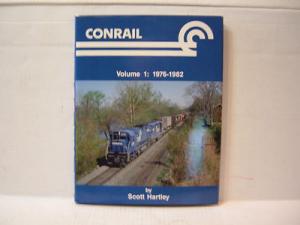 CONRAIL
Volume 1: 1976-1982
by
Scott Hartley